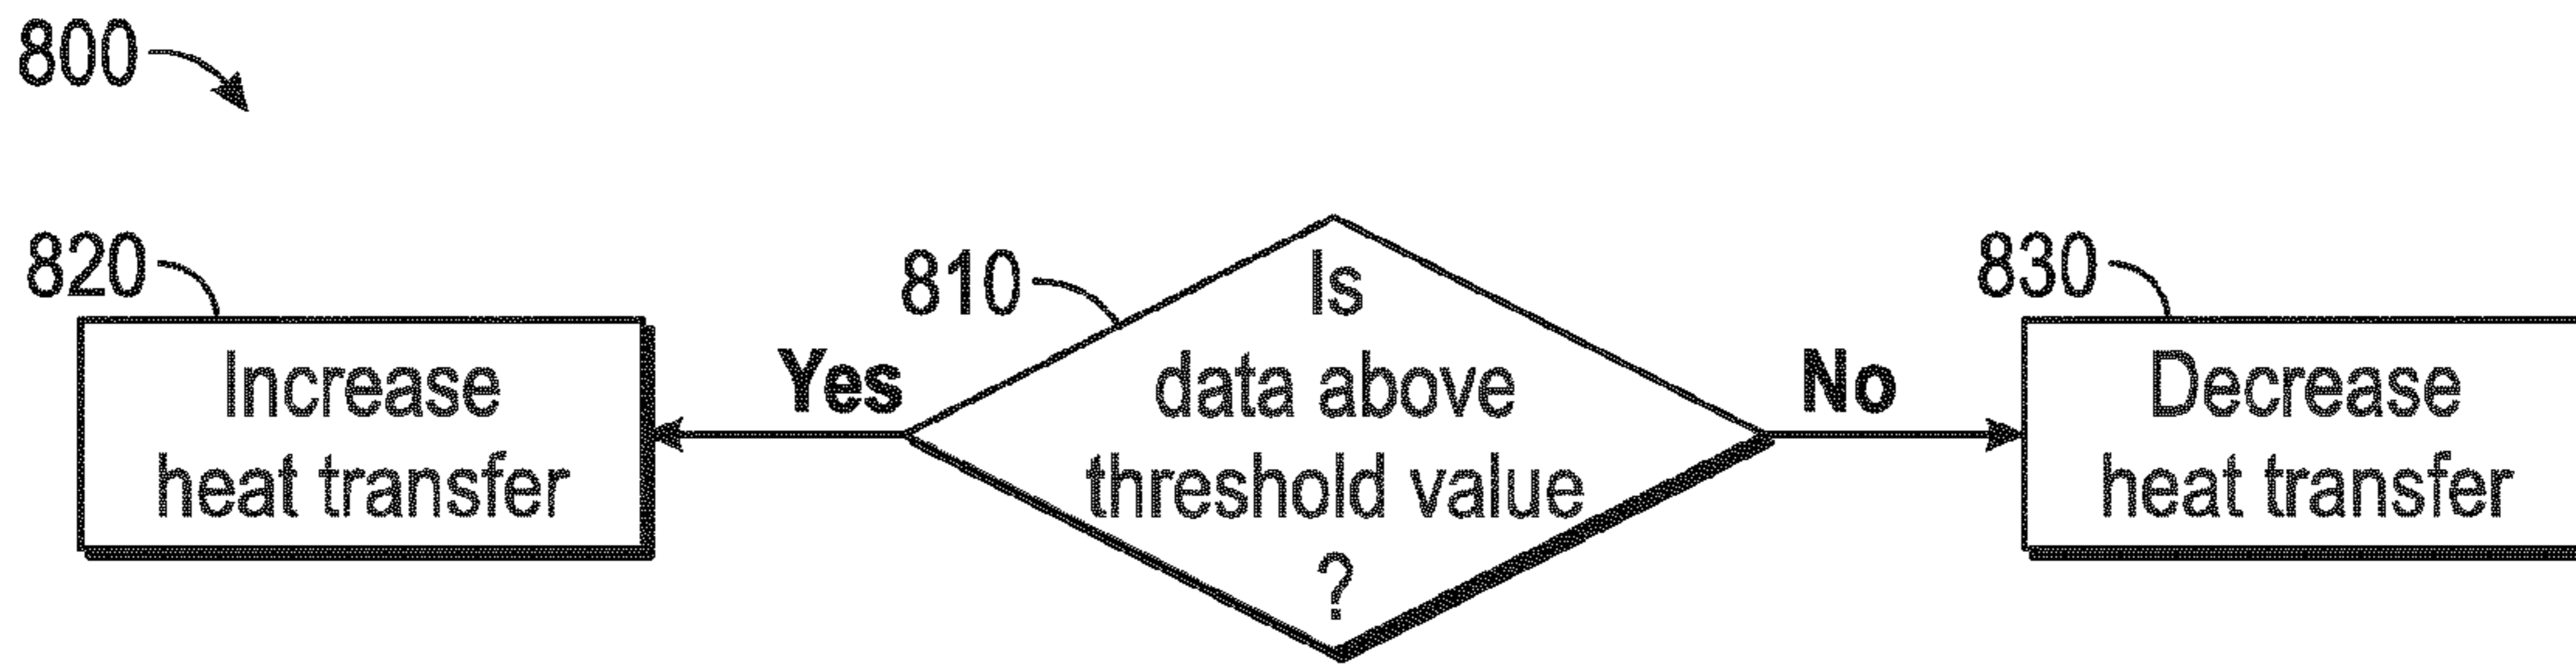 800
820
Increase
heat transfer
Yes
810
Is
data above
threshold value
?
No
830
Decrease
heat transfer